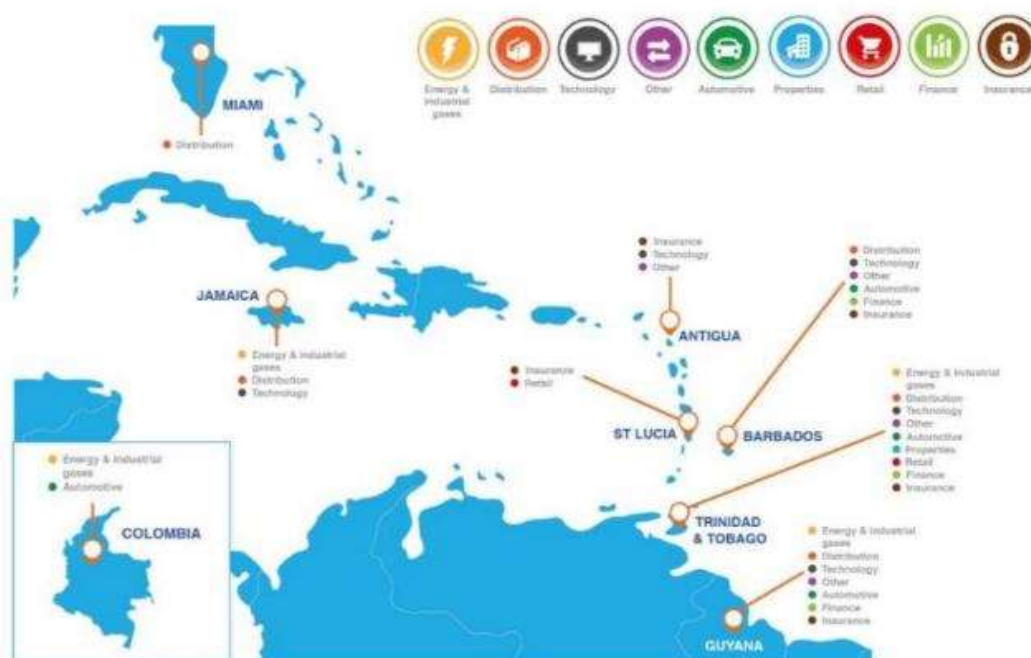 Energy &
industrial
gases
Distribution
Technology
Other
Automotive
Properties
Retail
Finance
Insurance
MIAMI
Distribution
Insurance
Technology
Other
Distribution
Technology
Other
Automotive
Finance
Insurance
JAMAICA
ANTIGUA
Energy & industrial
gases
Distribution
Technology
Insurance
Retail
Energy & industrial
gases
Distribution
Technology
Other
Automotive
Properties
Retail
Finance
Insurance
ST LUCIA
BARBADOS
Energy & industrial
gases
Automotive
COLOMBIA
TRINIDAD
& TOBAGO
Energy & industrial
gases
Distribution
Technology
Other
Automotive
Finance
Insurance
GUYANA